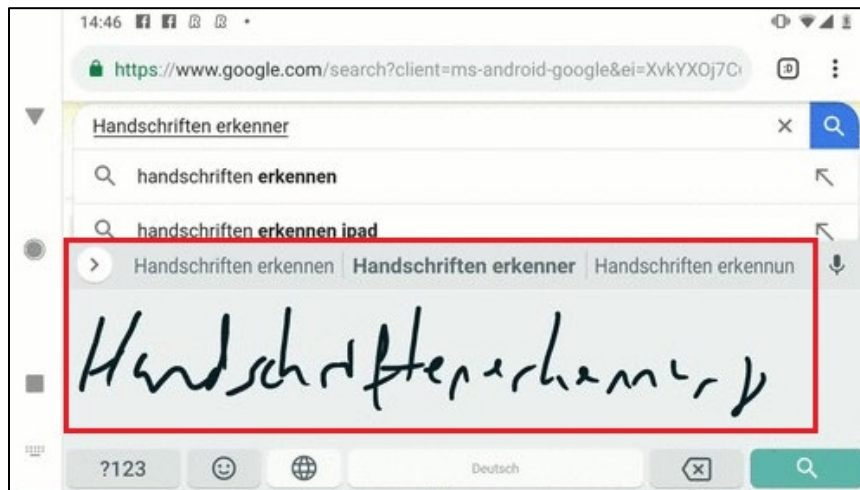 14:46
https://www.google.com/search?client=ms-android-google&ei=XvkYXOj7C
:D
Handschriften erkenner
handschriften erkennen
handschriften erkennen ipad
Handschriften erkennen Handschriften erkenner Handschriften erkennun
Handschriftenerkennung
?123 Deutsch